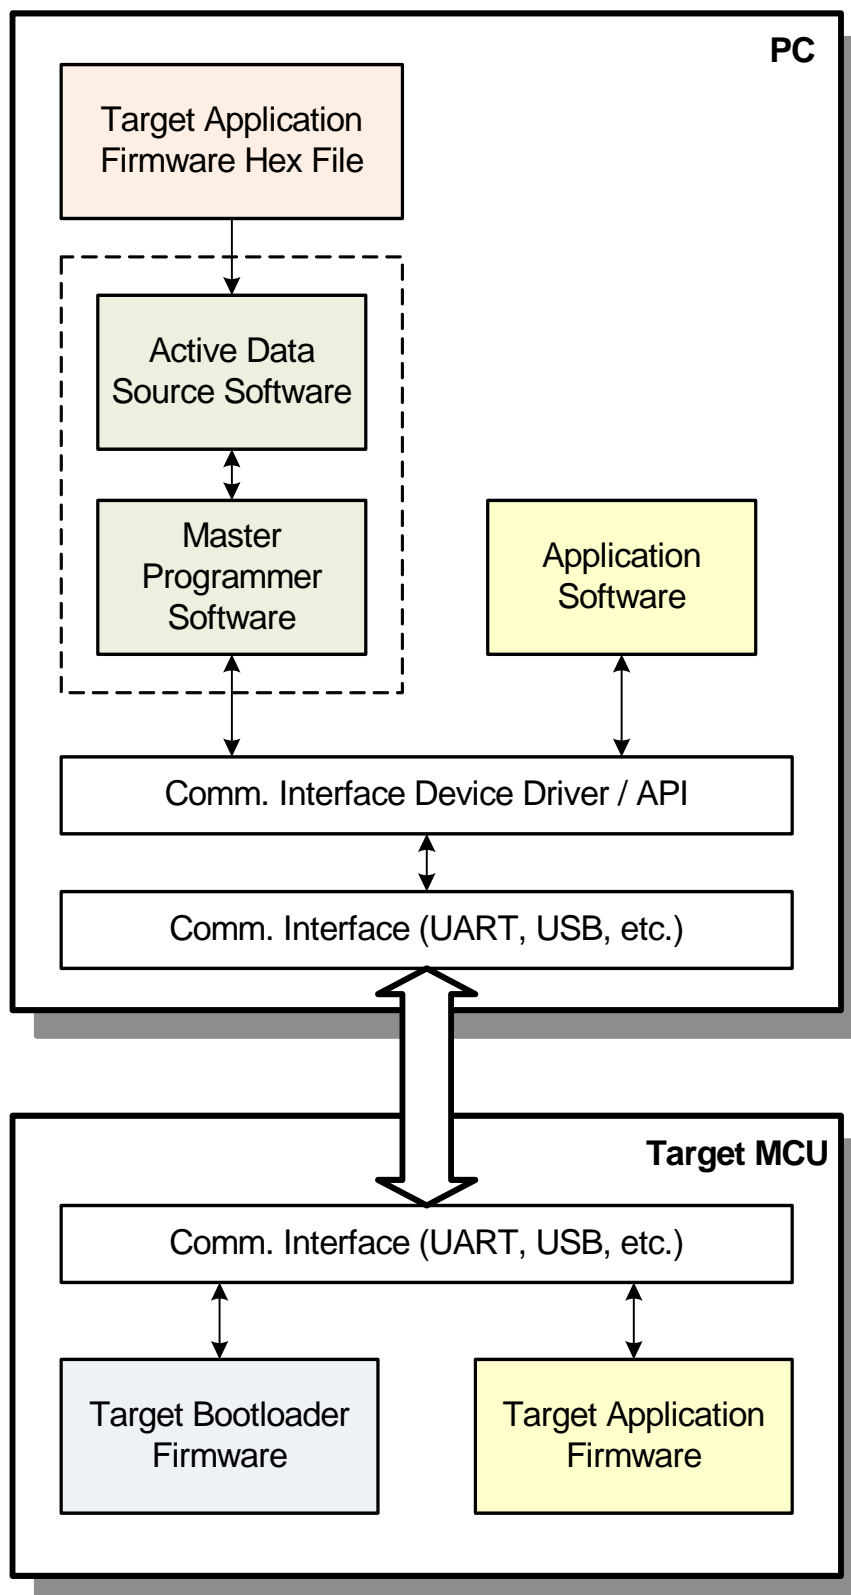 PC
Target Application
Firmware Hex File
Active Data
Source Software
Master
Programmer
Software
Application
Software
Comm. Interface Device Driver / API
Comm. Interface (UART, USB, etc.)
Target MCU
Comm. Interface (UART, USB, etc.)
Target Bootloader
Firmware
Target Application
Firmware